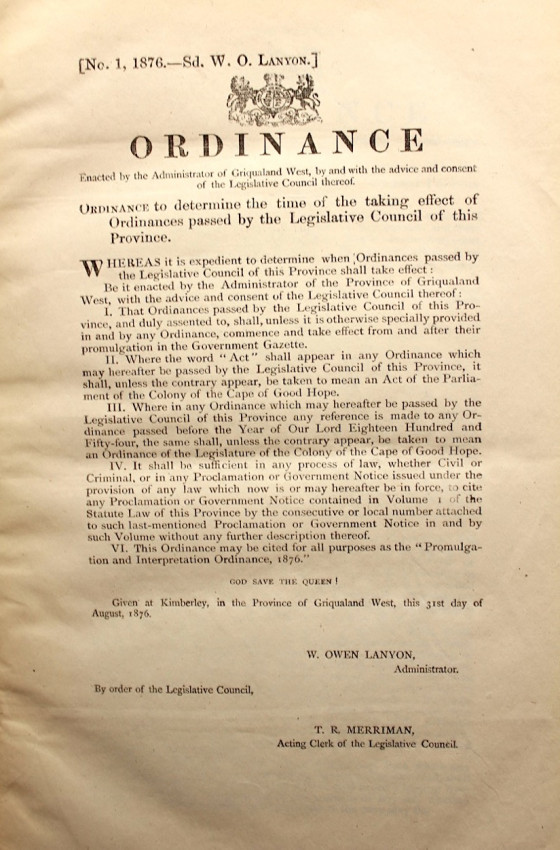 [No. 1, 1876.—Sd. W. O. LANYON.]
ORDINANCE
Enacted by the Administrator of Griqualand West, by and with the advice and consent
of the Legislative Council thereof.
ORDINANCE to determine the time of the taking effect of
Ordinances passed by the Legislative Council of this
Province.
WHEREAS it is expedient to determine when Ordinances passed by
the Legislative Council of this Province shall take effect:
Be it enacted by the Administrator of the Province of Griqualand
West, with the advice and consent of the Legislative Council thereof:
I. That Ordinances passed by the Legislative Council of this Pro-
vince, and duly assented to, shall, unless it is otherwise specially provided
in and by any Ordinance, commence and take effect from and after their
promulgation in the Government Gazette.
II. Where the word "Act" shall appear in any Ordinance which
may hereafter be passed by the Legislative Council of this Province, it
shall, unless the contrary appear, be taken to mean an Act of the Parlia-
ment of the Colony of the Cape of Good Hope.
III. Where in any Ordinance which may hereafter be passed by the
Legislative Council of this Province any reference is made to any Or-
dinance passed before the Year of Our Lord Eighteen Hundred and
Fifty-four, the same shall, unless the contrary appear, be taken to mean
an Ordinance of the Legislature of the Colony of the Cape of Good Hope.
IV. It shall be sufficient in any process of law, whether Civil or
Criminal, or in any Proclamation or Government Notice issued under the
provision of any law which now is or may hereafter be in force, to cite
any Proclamation or Government Notice contained in Volume 1 of the
Statute Law of this Province by the consecutive or local number attached
to such last-mentioned Proclamation or Government Notice in and by
such Volume without any further description thereof.
VI. This Ordinance may be cited for all purposes as the "Promulga-
tion and Interpretation Ordinance, 1876."
GOD SAVE THE QUEEN!
Given at Kimberley, in the Province of Griqualand West, this 31st day of
August, 1876.
W. OWEN LANYON,
Administrator.
By order of the Legislative Council,
T. R. MERRIMAN,
Acting Clerk of the Legislative Council.